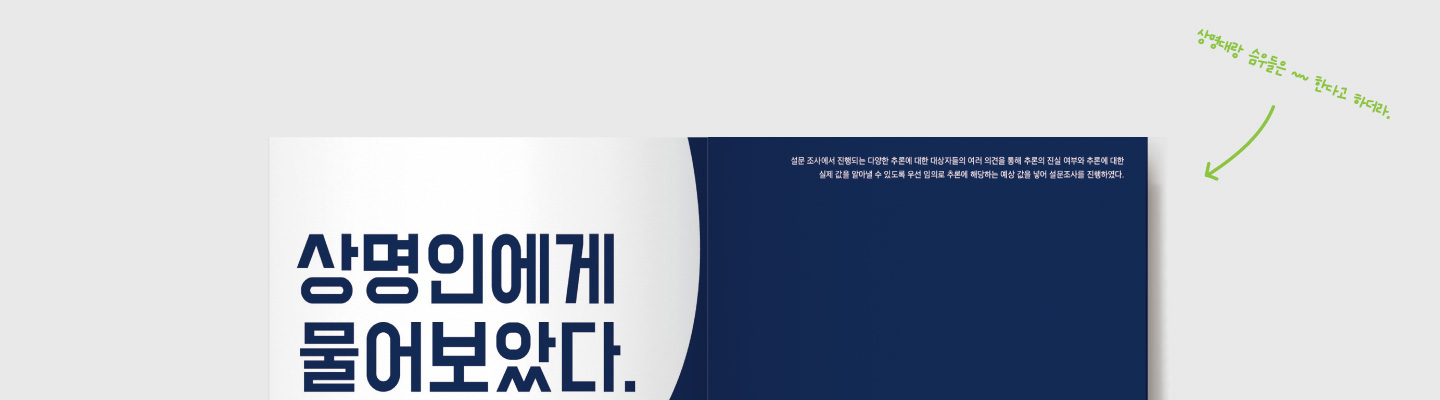 상명대랑 슴우들은 ~~ 한다고 하더라.
설문 조사에서 진행되는 다양한 추론에 대한 대상자들의 여러 의견을 통해 추론의 진실 여부와 추론에 대한
실제 값을 알아낼 수 있도록 우선 임의로 추론에 해당하는 예상 값을 넣어 설문조사를 진행하였다.
상명인에게
물어보았다.